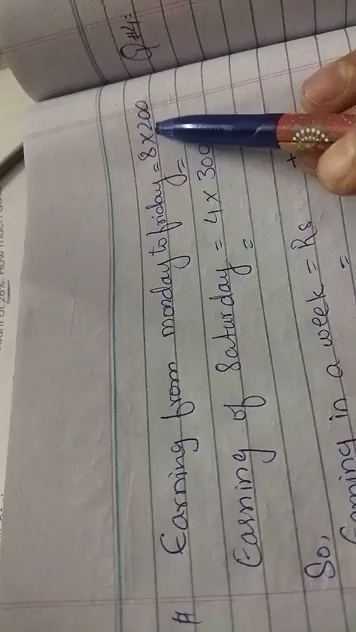 Q#4:
# Earning from monday to friday = 8 x 200
=
Earning of Saturday = 4 x 300
=
+
So, Earning in a week = Rs
=